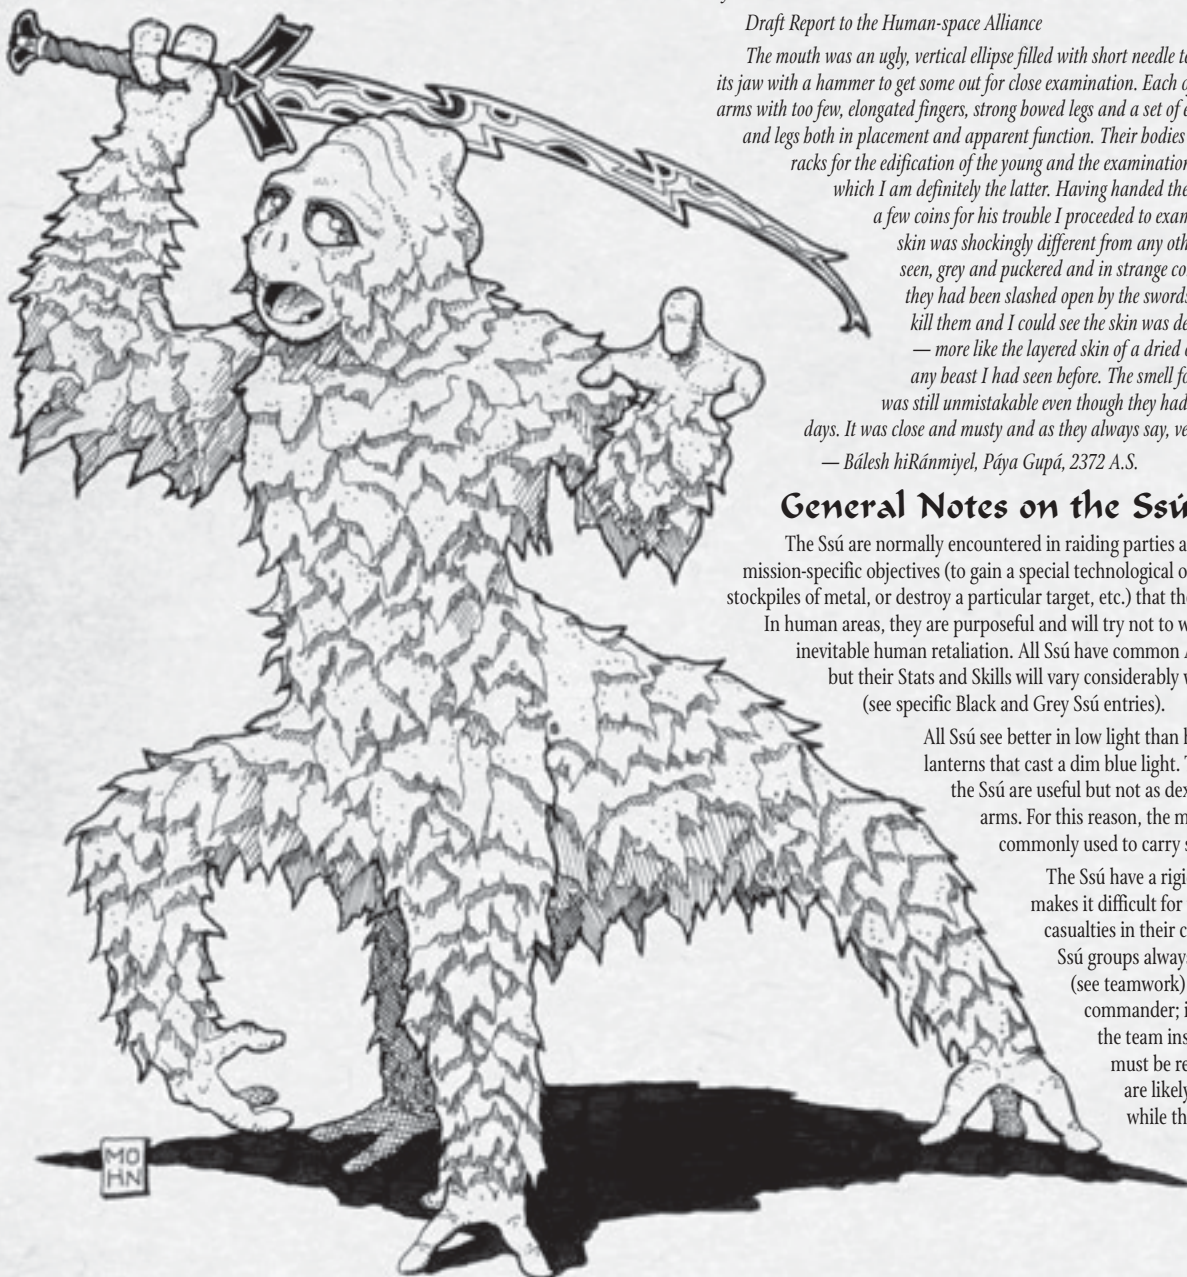 Draft Report to the Human-space Alliance
The mouth was an ugly, vertical ellipse filled with short needle
its jaw with a hammer to get some out for close examination. Each
arms with too few, elongated fingers, strong bowed legs and a set of
and legs both in placement and apparent function. Their bodies
racks for the edification of the young and the examination
which I am definitely the latter. Having handed the
a few coins for his trouble I proceeded to exam
skin was shockingly different from any oth
seen, grey and puckered and in strange co
they had been slashed open by the swords
kill them and I could see the skin was de
— more like the layered skin of a dried
any beast I had seen before. The smell fo
was still unmistakable even though they had
days. It was close and musty and as they always say, ve
— Bálesh hiRánmiyel, Páya Gupá, 2372 A.S.
General Notes on the Ssú
The Ssú are normally encountered in raiding parties a
mission-specific objectives (to gain a special technological o
stockpiles of metal, or destroy a particular target, etc.) that the
In human areas, they are purposeful and will try not to w
inevitable human retaliation. All Ssú have common A
but their Stats and Skills will vary considerably w
(see specific Black and Grey Ssú entries).
All Ssú see better in low light than h
lanterns that cast a dim blue light. T
the Ssú are useful but not as dex
arms. For this reason, the m
commonly used to carry s
The Ssú have a rigi
makes it difficult for
casualties in their c
Ssú groups always
(see teamwork)
commander; i
the team ins
must be re
are likely
while th
MO
HN